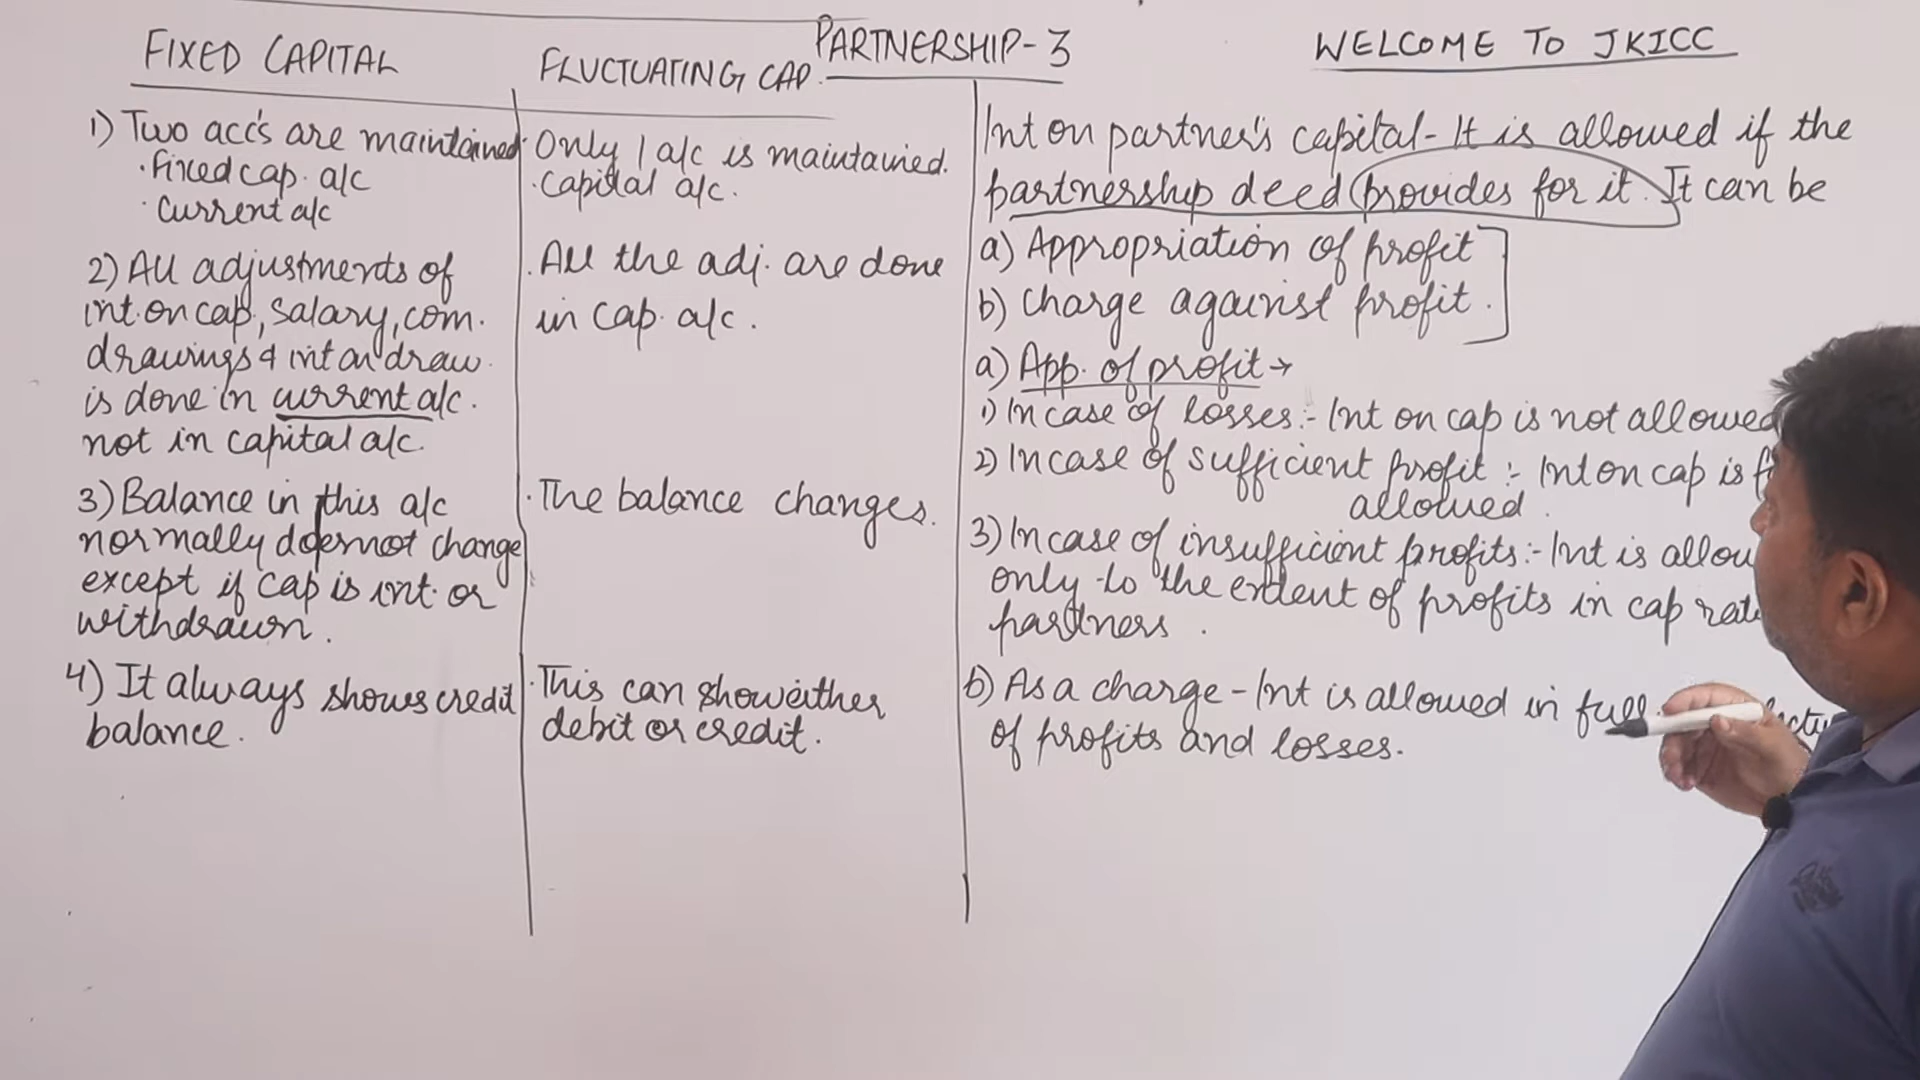 PARTNERSHIP-3
WELCOME TO JKICC
FIXED CAPITAL
1) Two acc's are maintained
· Fixed cap. a/c
· Current a/c
2) All adjustments of
int. on cap, salary, com.
drawings & int on draw.
is done in current a/c.
not in capital a/c.
3) Balance in this a/c
normally does not change
except if cap is int. or
withdrawn.
4) It always shows credit
balance.
FLUCTUATING CAP.
· Only 1 a/c is maintained.
· Capital a/c.
· All the adj. are done
in cap. a/c.
· The balance changes.
· This can show either
debit or credit.
Int on partner's capital - It is allowed if the
partnership deed provides for it. It can be
a) Appropriation of profit
b) Charge against profit.
a) App. of profit →
1) In case of losses:- Int on cap is not allowed
2) In case of sufficient profit :- Int on cap is
allowed.
3) In case of insufficient profits:- Int is
only to the extent of profits in cap
partners.
b) As a charge - Int is allowed in full
of profits and losses.